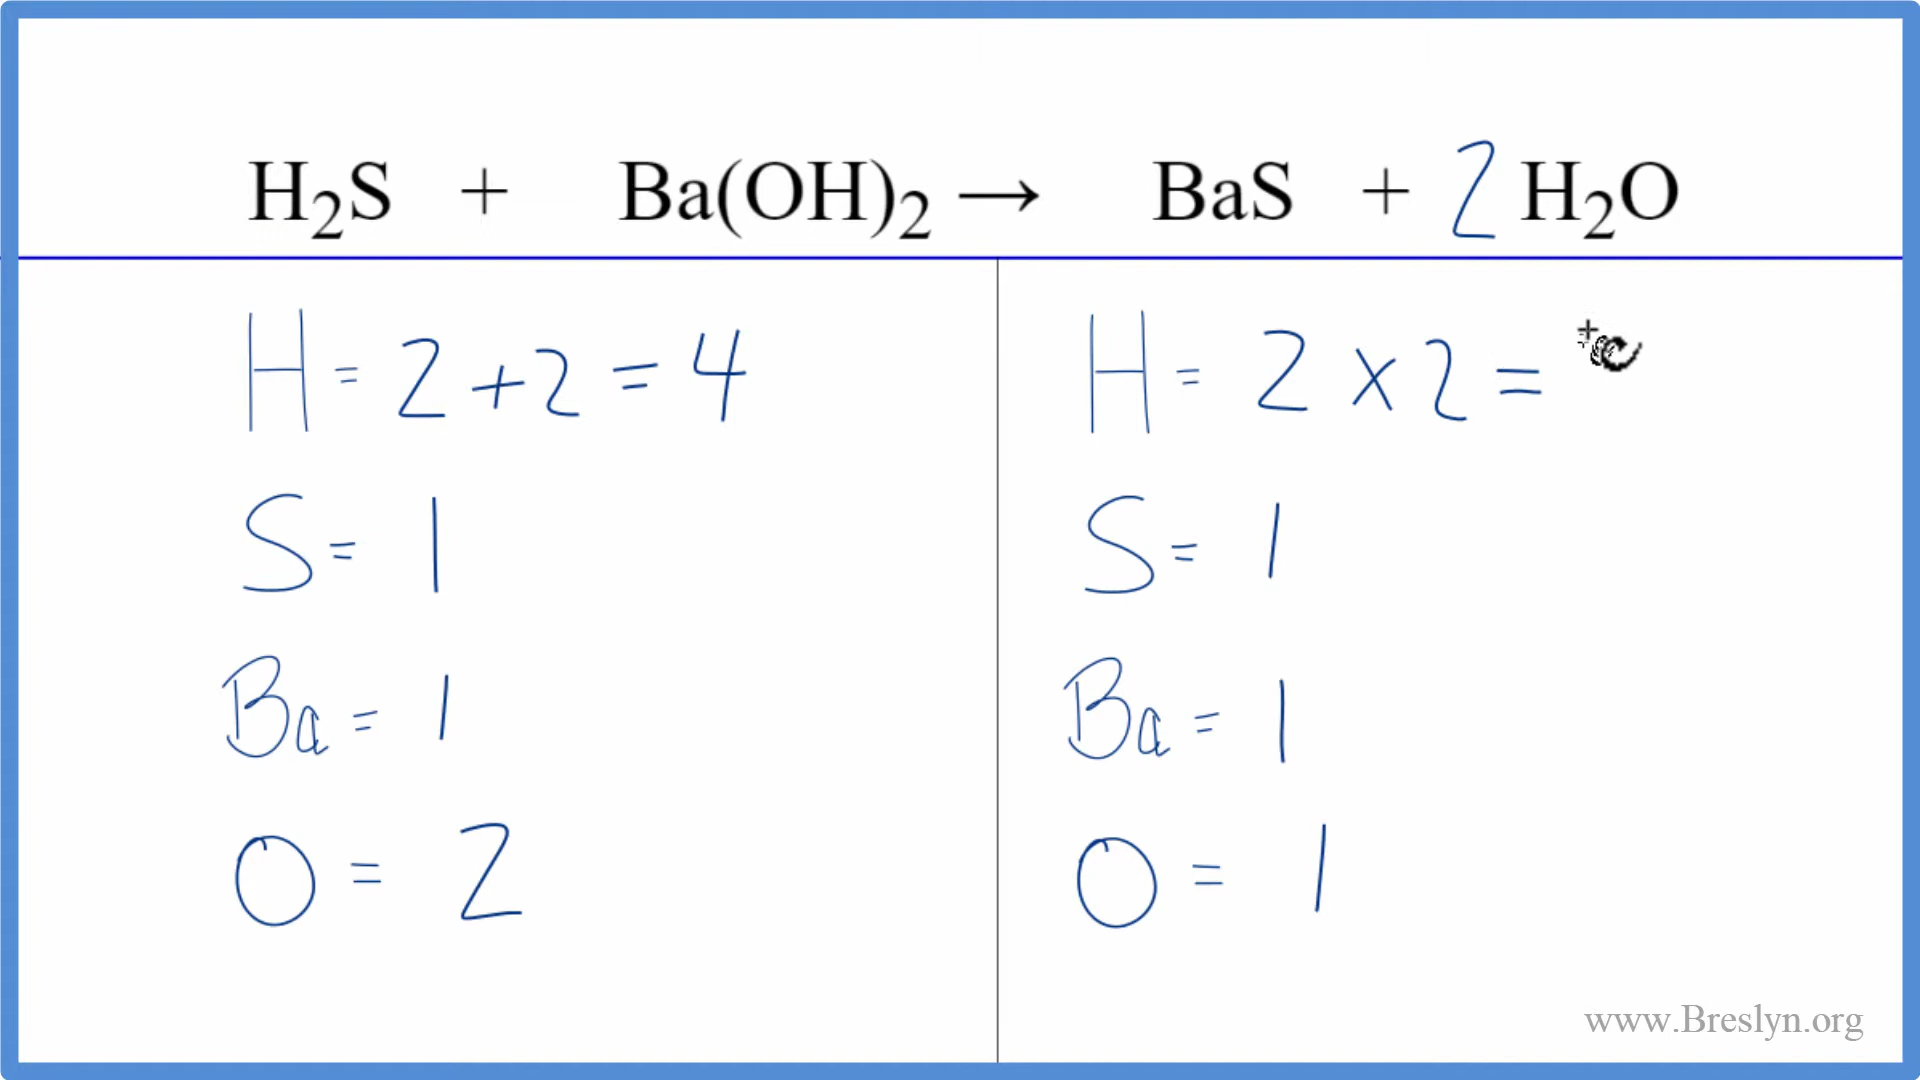 H₂S + Ba(OH)₂ → BaS + 2 H₂O
H = 2 + 2 = 4
S = 1
Ba = 1
O = 2
H = 2 x 2 =
S = 1
Ba = 1
O = 1
www.Breslyn.org